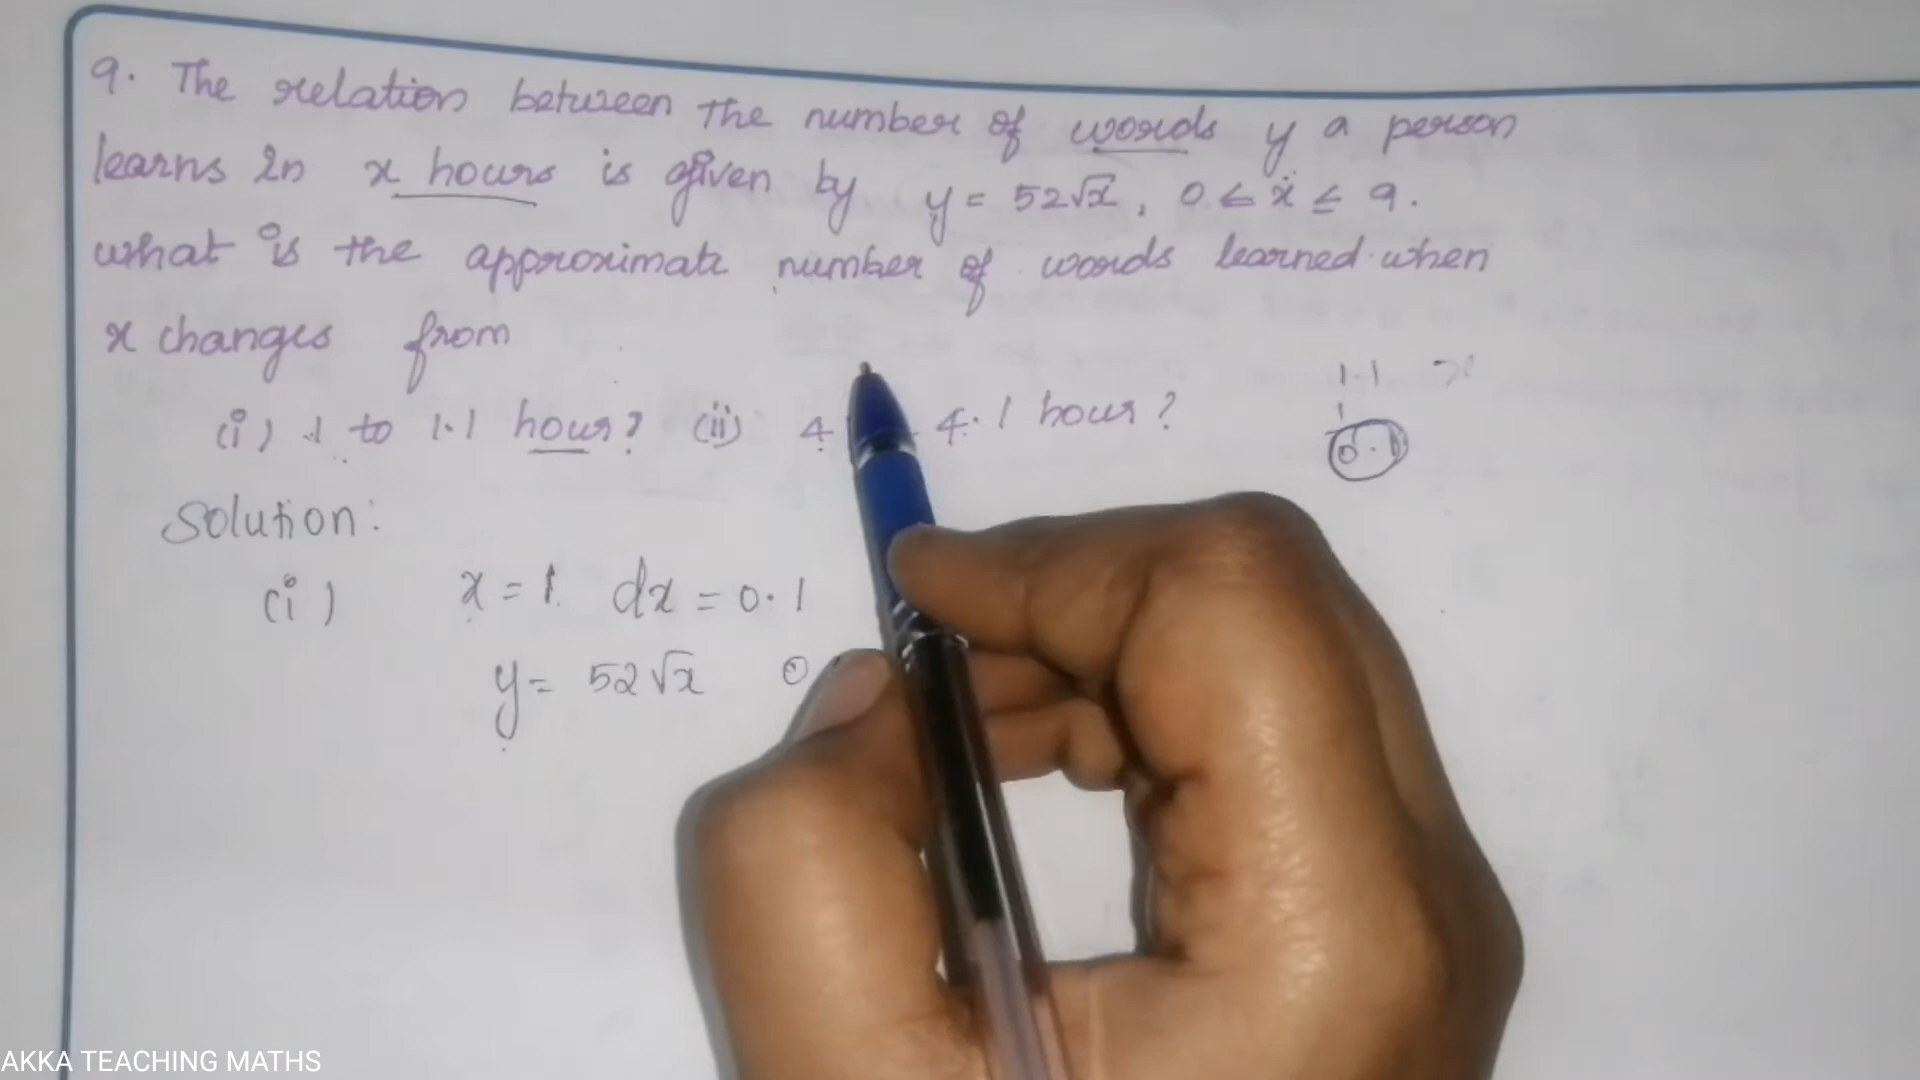 9. The relation between the number of words y a person
learns in x hours is given by y = 52√x, 0 ≤ x ≤ 9.
what is the approximate number of words learned when
x changes from
(i) 1 to 1.1 hour? (ii) 4 4.1 hour?
1.1 x
1
0.1
Solution:
(i) x = 1 dx = 0.1
y = 52√x 0
AKKA TEACHING MATHS